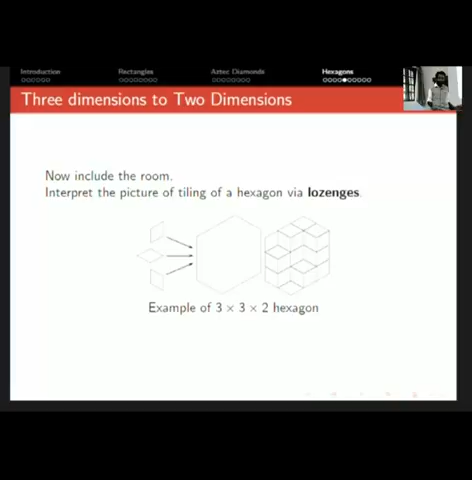 Introduction
Rectangles
Aztec Diamonds
Hexagons
Three dimensions to Two Dimensions
Now include the room.
Interpret the picture of tiling of a hexagon via lozenges.
Example of 3 × 3 × 2 hexagon